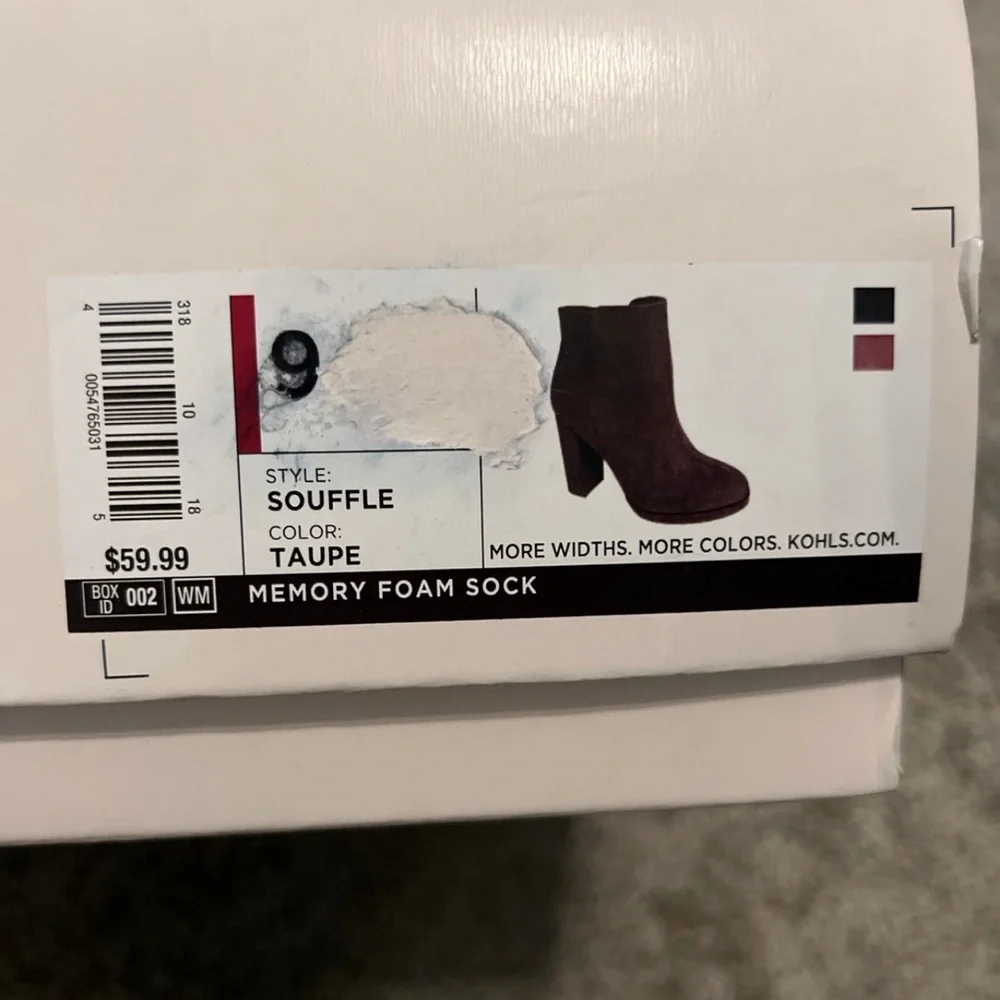 4 0054765031 5
318 10 18
$59.99
9
STYLE:
SOUFFLE
COLOR:
TAUPE
MORE WIDTHS. MORE COLORS. KOHLS.COM.
BOX ID 002 WM MEMORY FOAM SOCK